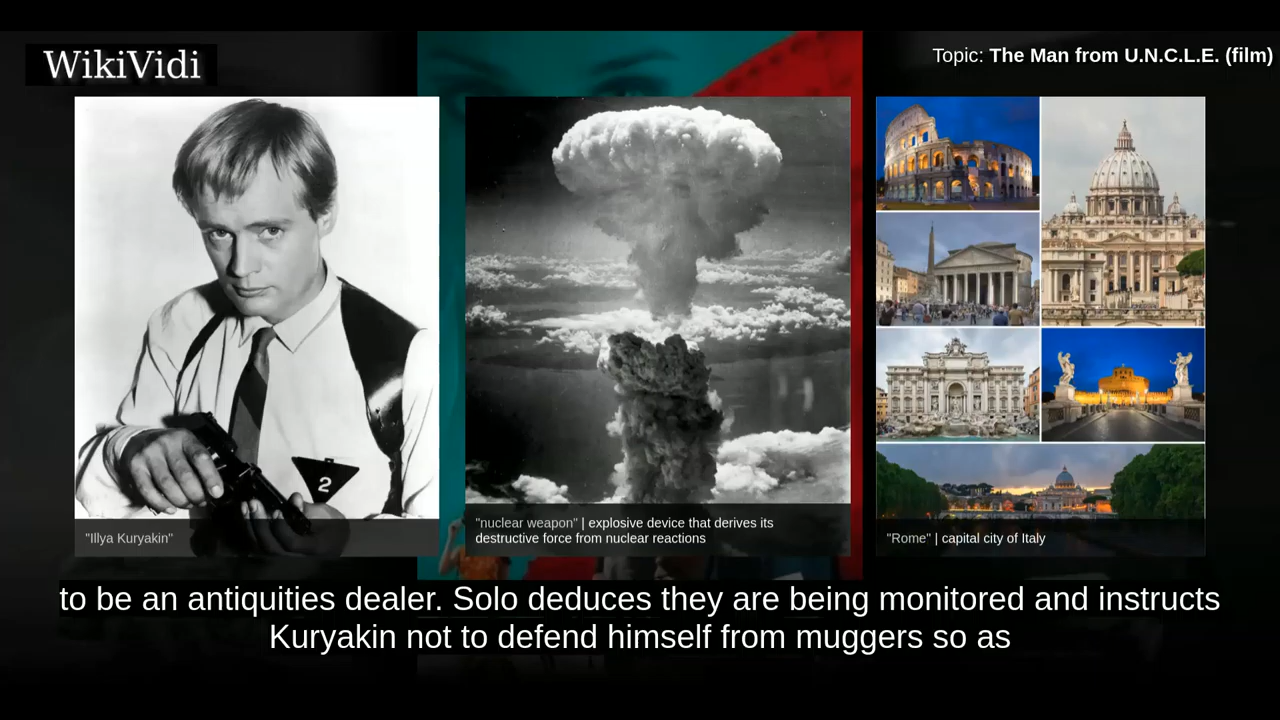 WikiVidi
Topic: The Man from U.N.C.L.E. (film)
2
"Illya Kuryakin"
"nuclear weapon" | explosive device that derives its
destructive force from nuclear reactions
"Rome" | capital city of Italy
to be an antiquities dealer. Solo deduces they are being monitored and instructs
Kuryakin not to defend himself from muggers so as